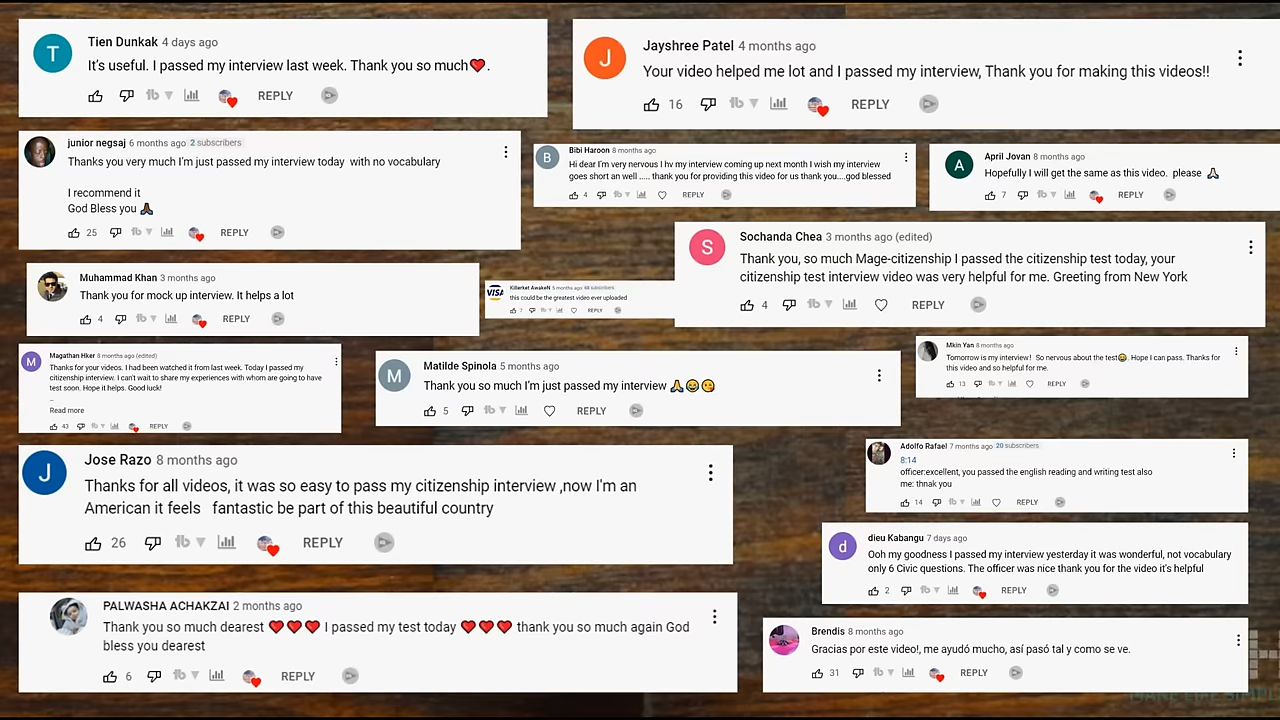 T
Tien Dunkak 4 days ago
It's useful. I passed my interview last week. Thank you so much❤.
REPLY
J
Jayshree Patel 4 months ago
Your video helped me lot and I passed my interview, Thank you for making this videos!!
16 REPLY
junior negsaj 6 months ago 2 subscribers
Thanks you very much I'm just passed my interview today with no vocabulary
I recommend it
God Bless you 🙏
25 REPLY
B
Bibi Haroon 8 months ago
Hi dear I'm very nervous I hv my interview coming up next month I wish my interview
goes short an well ..... thank you for providing this video for us thank you....god blessed
4 REPLY
A
April Jovan 8 months ago
Hopefully I will get the same as this video. please 🙏
7 REPLY
S
Sochanda Chea 3 months ago (edited)
Thank you, so much Mage-citizenship I passed the citizenship test today, your
citizenship test interview video was very helpful for me. Greeting from New York
4 REPLY
Muhammad Khan 3 months ago
Thank you for mock up interview. It helps a lot
4 REPLY
VISA
Killerket AwakeN 5 months ago 68 subscribers
this could be the greatest video ever uploaded
7 REPLY
M
Magathan Hker 8 months ago (edited)
Thanks for your videos. I had been watched it from last week. Today I passed my
citizenship interview. I can't wait to share my experiences with whom are going to have
test soon. Hope it helps. Good luck!
..
Read more
43 REPLY
M
Matilde Spinola 5 months ago
Thank you so much I'm just passed my interview 🙏😂🙂
5 REPLY
Mkin Yan 8 months ago
Tomorrow is my interview! So nervous about the test😅. Hope I can pass. Thanks for
this video and so helpful for me.
13 REPLY
J
Jose Razo 8 months ago
Thanks for all videos, it was so easy to pass my citizenship interview ,now I'm an
American it feels fantastic be part of this beautiful country
26 REPLY
Adolfo Rafael 7 months ago 20 subscribers
8:14
officer:excellent, you passed the english reading and writing test also
me: thnak you
14 REPLY
d
dieu Kabangu 7 days ago
Ooh my goodness I passed my interview yesterday it was wonderful, not vocabulary
only 6 Civic questions. The officer was nice thank you for the video it's helpful
2 REPLY
PALWASHA ACHAKZAI 2 months ago
Thank you so much dearest ❤❤❤ I passed my test today ❤❤❤ thank you so much again God
bless you dearest
6 REPLY
Brendis 8 months ago
Gracias por este video!, me ayudó mucho, así pasó tal y como se ve.
31 REPLY